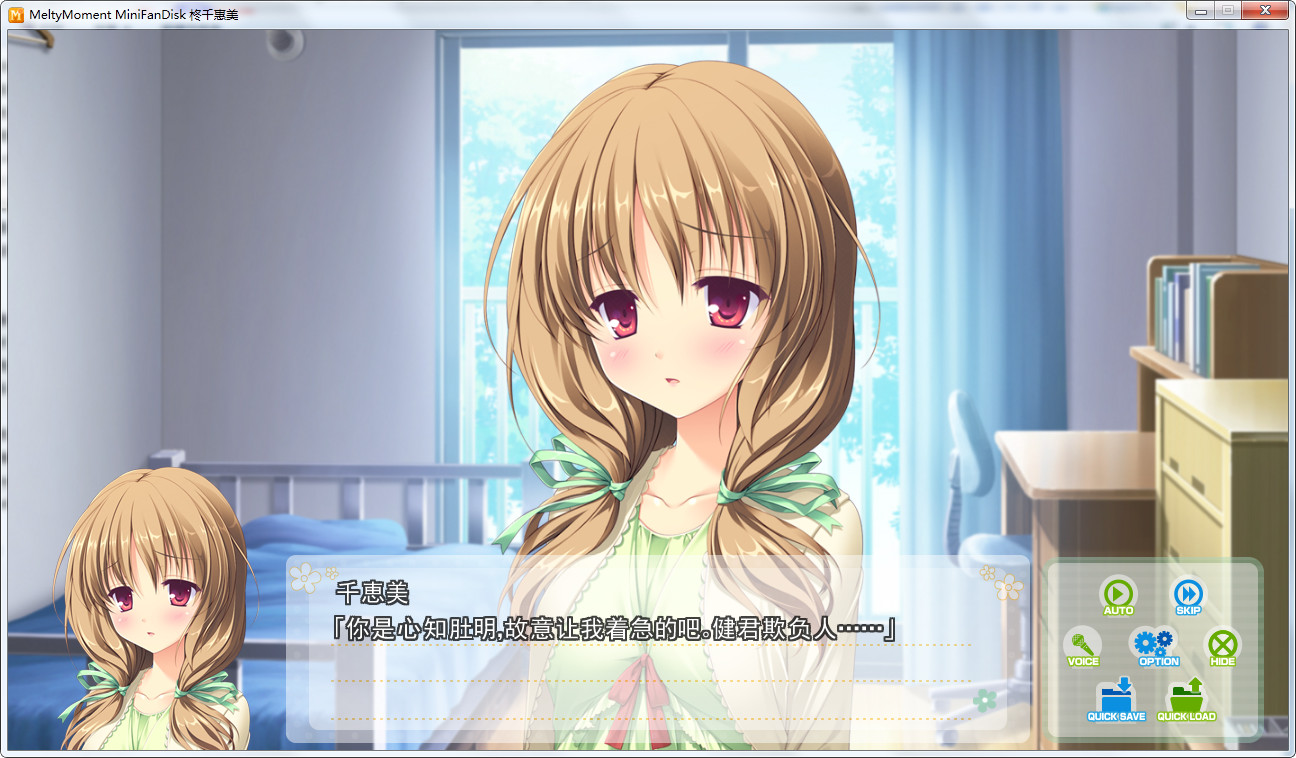 MeltyMoment MiniFanDisk 柊千惠美
千恵美
「你是心知肚明,故意让我着急的吧。健君欺负人……」
AUTO
SKIP
VOICE
OPTION
HIDE
QUICK SAVE
QUICK LOAD